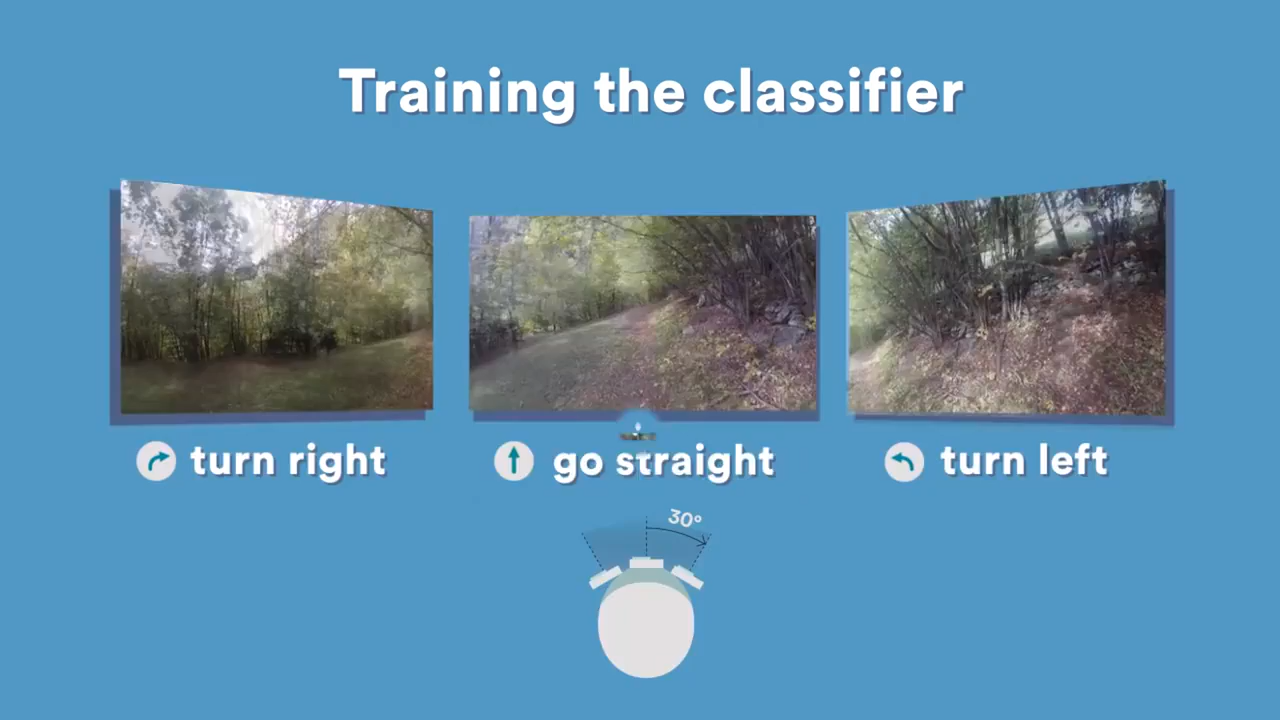 Training the classifier
turn right
go straight
turn left
30°